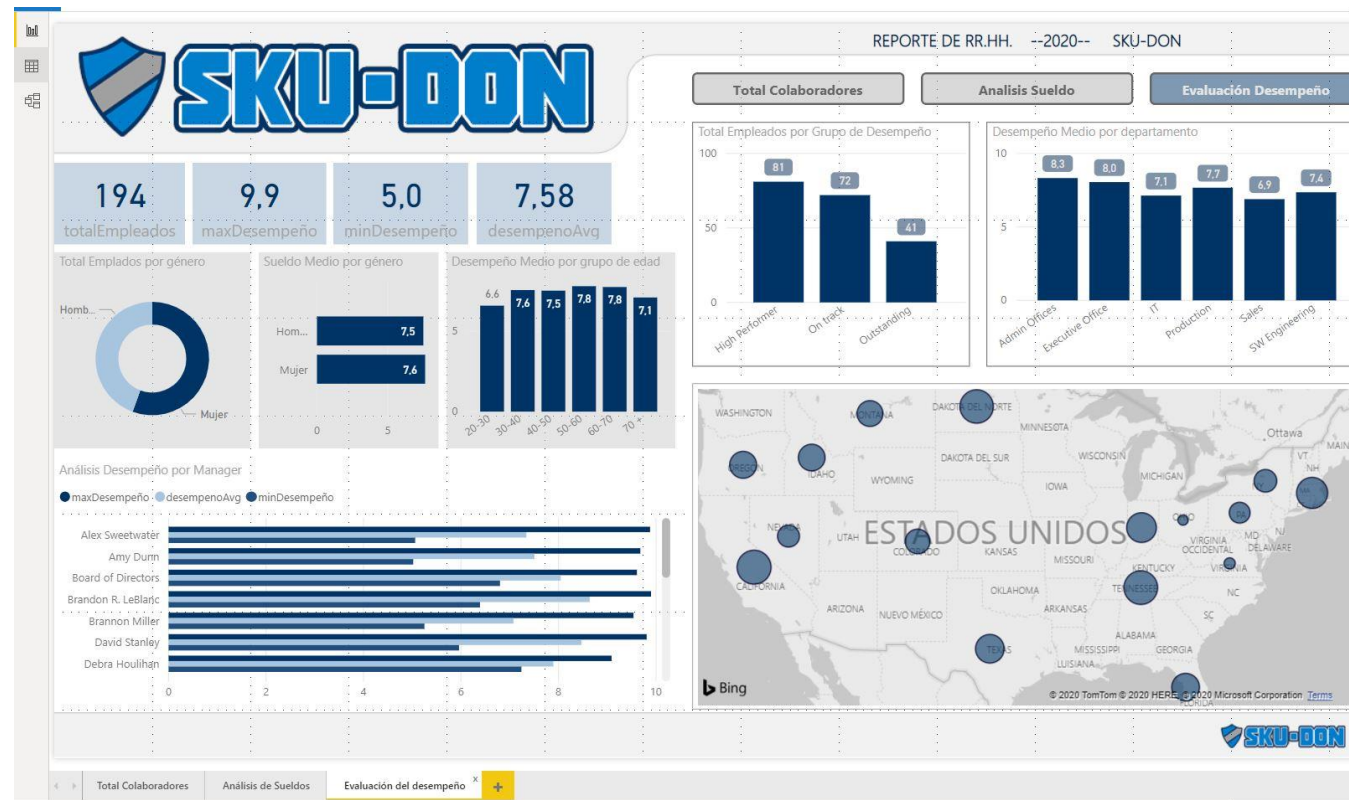 REPORTE DE RR.HH. --2020-- SKU-DON
SKU-DON
Total Colaboradores
Analisis Sueldo
Evaluación Desempeño
194
totalEmpleados
9,9
maxDesempeño
5,0
minDesempeño
7,58
desempenoAvg
Total Empleados por Grupo de Desempeño
100
50
0
81
72
41
High Performer
On track
Outstanding
Desempeño Medio por departamento
10
5
0
8,3
8,0
7,1
7,7
6,9
7,4
Admin Offices
Executive Office
IT
Production
Sales
SW Engineering
Total Emplados por género
Homb...
Mujer
Sueldo Medio por género
Hom...
7,5
Mujer
7,6
0 5
Desempeño Medio por grupo de edad
5
0
6,6
7,6
7,5
7,8
7,8
7,1
20-30
30-40
40-50
50-60
60-70
70 +
Análisis Desempeño por Manager
maxDesempeño desempenoAvg minDesempeño
Alex Sweetwater
Amy Dunn
Board of Directors
Brandon R. LeBlanc
Brannon Miller
David Stanley
Debra Houlihan
0 2 4 6 8 10
WASHINGTON
MONTANA
DAKOTA DEL NORTE
MINNESOTA
Ottawa
MAIN
VT
NH
OREGÓN
IDAHO
DAKOTA DEL SUR
WISCONSIN
MICHIGAN
WYOMING
IOWA
MA
NEVADA
UTAH
ESTADOS UNIDOS
COLORADO
KANSAS
MISSOURI
OHIO
PA
NJ
MD
DELAWARE
VIRGINIA OCCIDENTAL
KENTUCKY
VIRGINIA
CALIFORNIA
ARIZONA
NUEVO MÉXICO
OKLAHOMA
ARKANSAS
TENNESSEE
NC
SC
ALABAMA
MISSISSIPPI
GEORGIA
TEXAS
LUISIANA
FLORIDA
Bing
© 2020 TomTom © 2020 HERE, © 2020 Microsoft Corporation Terms
SKU-DON
Total Colaboradores
Análisis de Sueldos
Evaluación del desempeño x
+